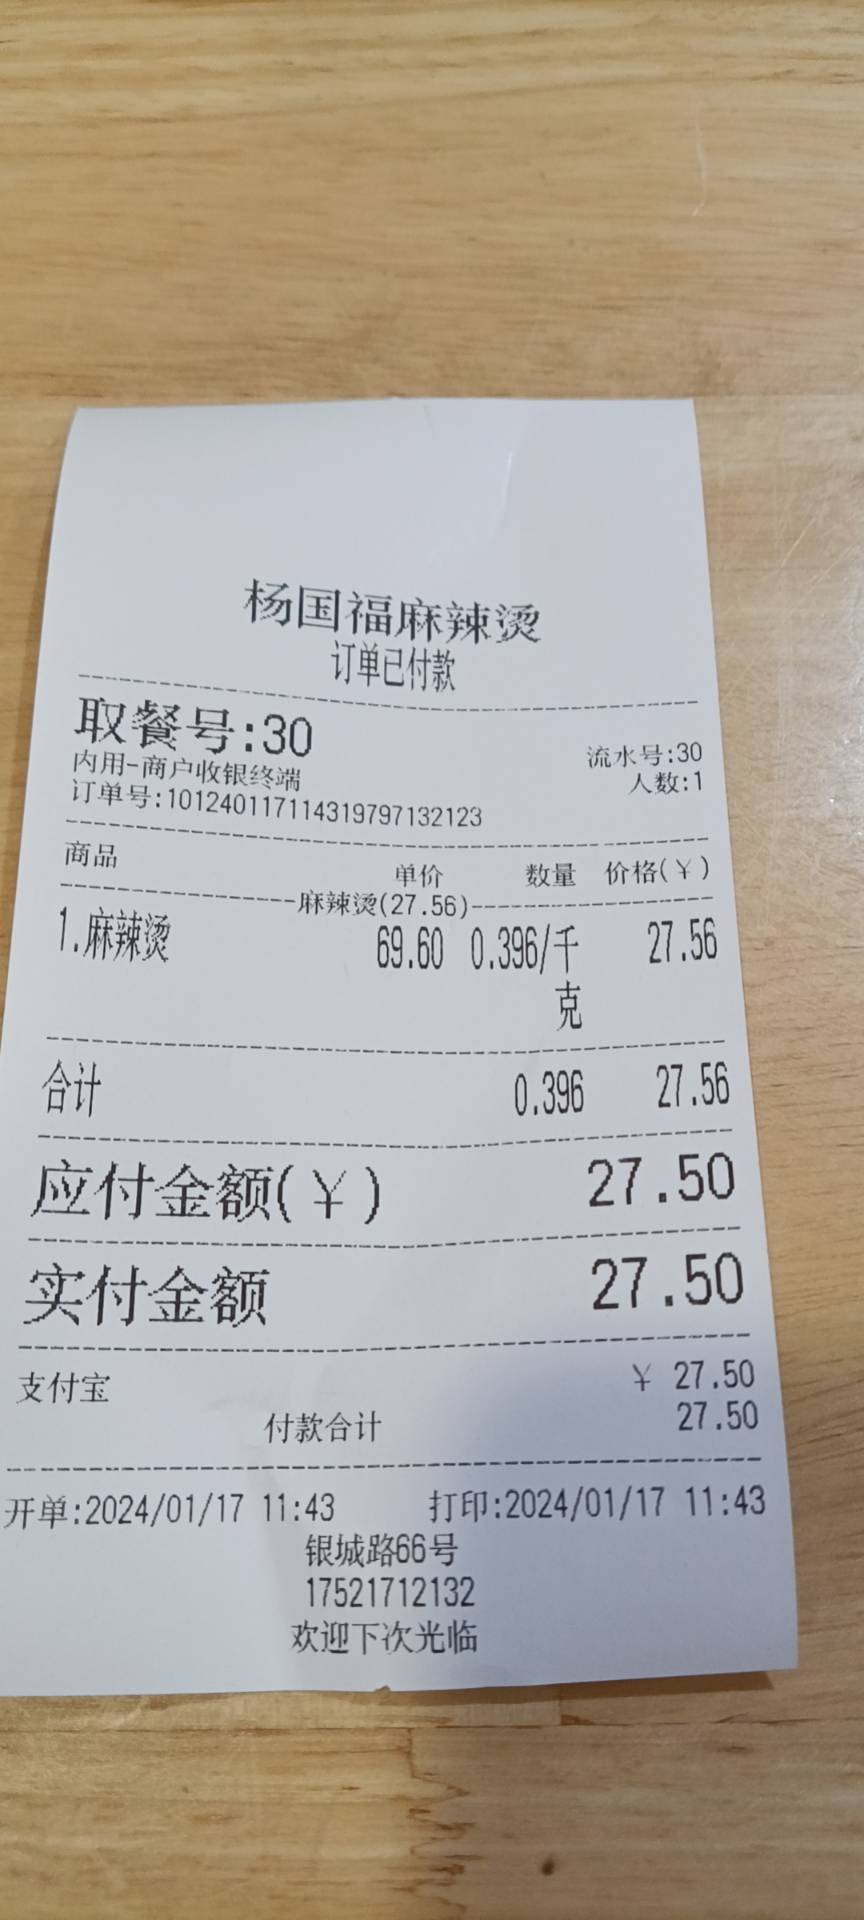 杨国福麻辣烫
订单已付款
取餐号:30 流水号:30
内用-商户收银终端 人数:1
订单号:101240117114319797132123
商品 单价 数量 价格(￥)
麻辣烫(27.56)
1.麻辣烫 69.60 0.396/千克 27.56
合计 0.396 27.56
应付金额(￥) 27.50
实付金额 27.50
支付宝 ￥ 27.50
付款合计 27.50
开单:2024/01/17 11:43 打印:2024/01/17 11:43
银城路66号
17521712132
欢迎下次光临